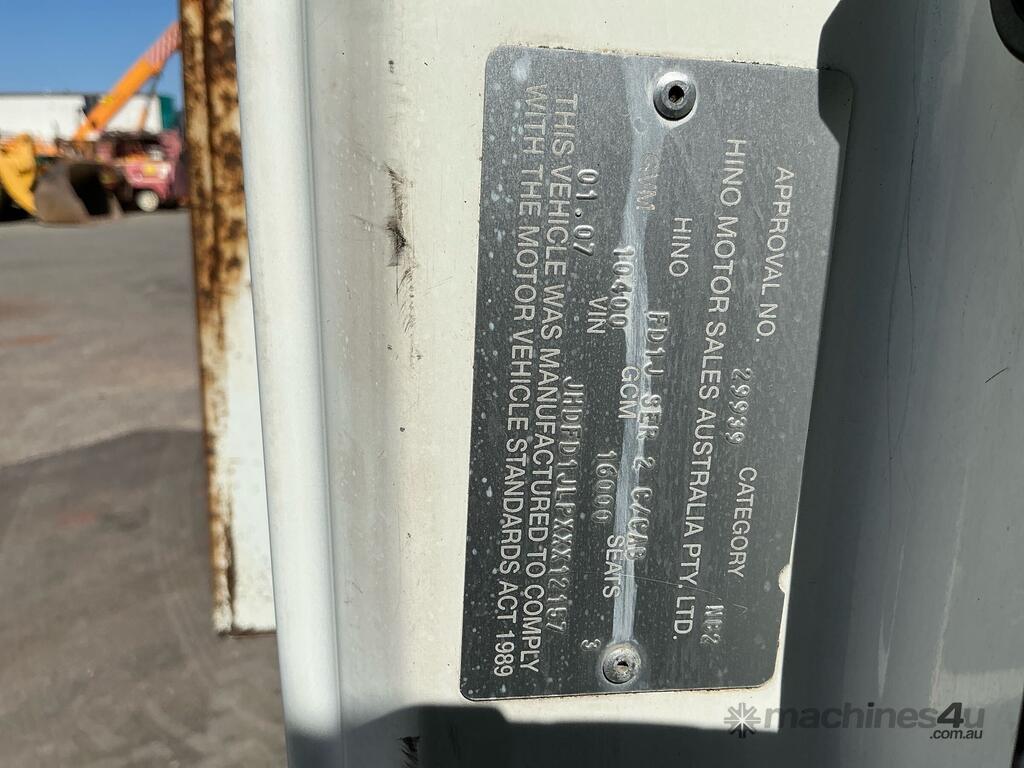 APPROVAL NO. 29939 CATEGORY NB2
HINO MOTOR SALES AUSTRALIA PTY, LTD.
HINO FD1J SER 2 C/CAB
GVM 10400 GCM 16000 SEATS 3
01.07 VIN JHDFD1JLPXXX12157
THIS VEHICLE WAS MANUFACTURED TO COMPLY
WITH THE MOTOR VEHICLE STANDARDS ACT 1989
machines4u
.com.au